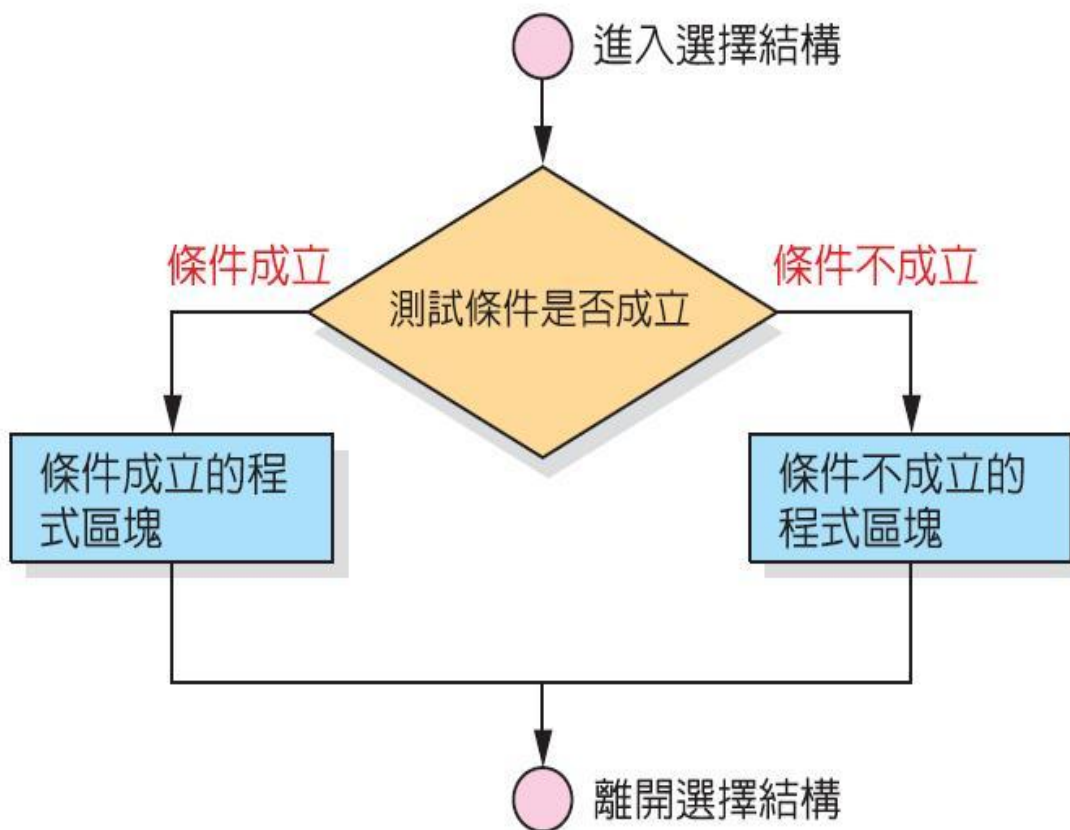 進入選擇結構
條件成立
條件不成立
測試條件是否成立
條件成立的程
式區塊
條件不成立的
程式區塊
離開選擇結構